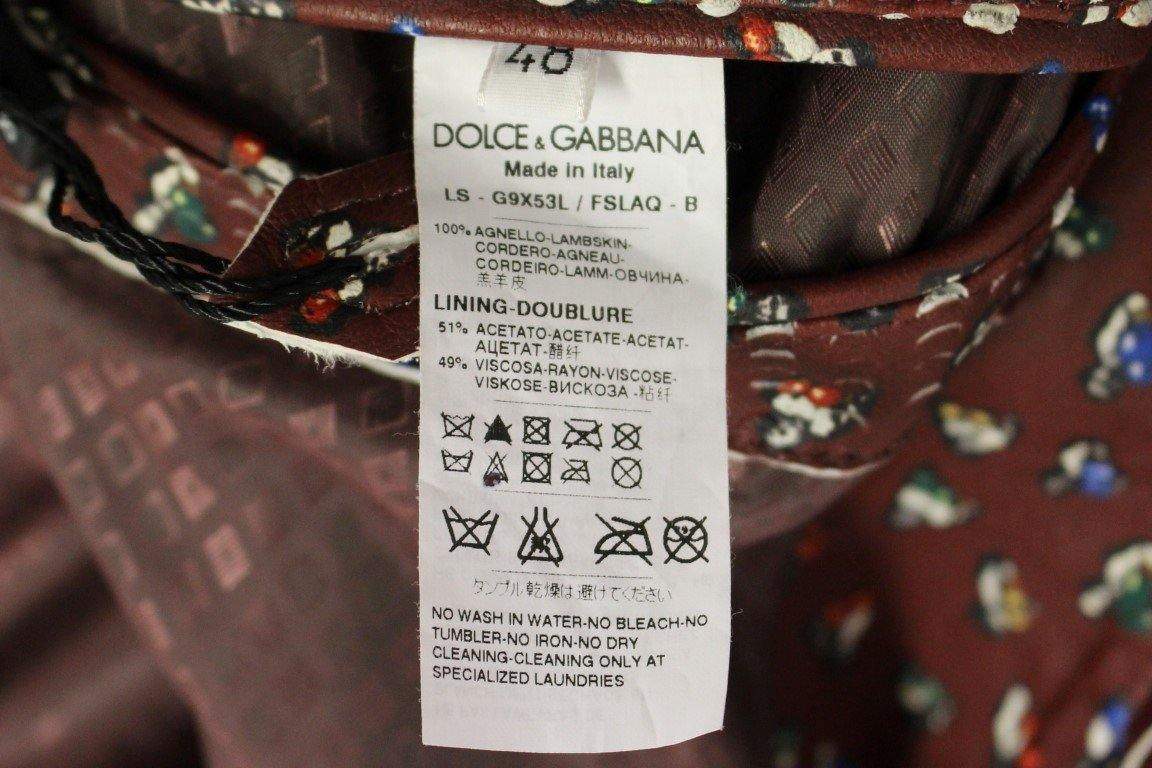 48
DOLCE & GABBANA
Made in Italy
LS - G9X53L / FSLAQ - B
100% AGNELLO-LAMBSKIN-
CORDERO-AGNEAU-
CORDEIRO-LAMM-ОВЧИНА-
羔羊皮
LINING-DOUBLURE
51% ACETATO-ACETATE-ACETAT-
АЦЕТАТ-醋纤
49% VISCOSA-RAYON-VISCOSE-
VISKOSE-ВИСКОЗА -粘纤
タンブル乾燥は避けてください
NO WASH IN WATER-NO BLEACH-NO
TUMBLER-NO IRON-NO DRY
CLEANING-CLEANING ONLY AT
SPECIALIZED LAUNDRIES